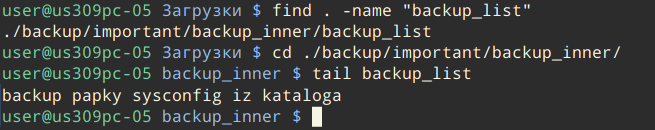 user@us309pc-05 Загрузки $ find . -name "backup_list"
./backup/important/backup_inner/backup_list
user@us309pc-05 Загрузки $ cd ./backup/important/backup_inner/
user@us309pc-05 backup_inner $ tail backup_list
backup papky sysconfig iz kataloga
user@us309pc-05 backup_inner $